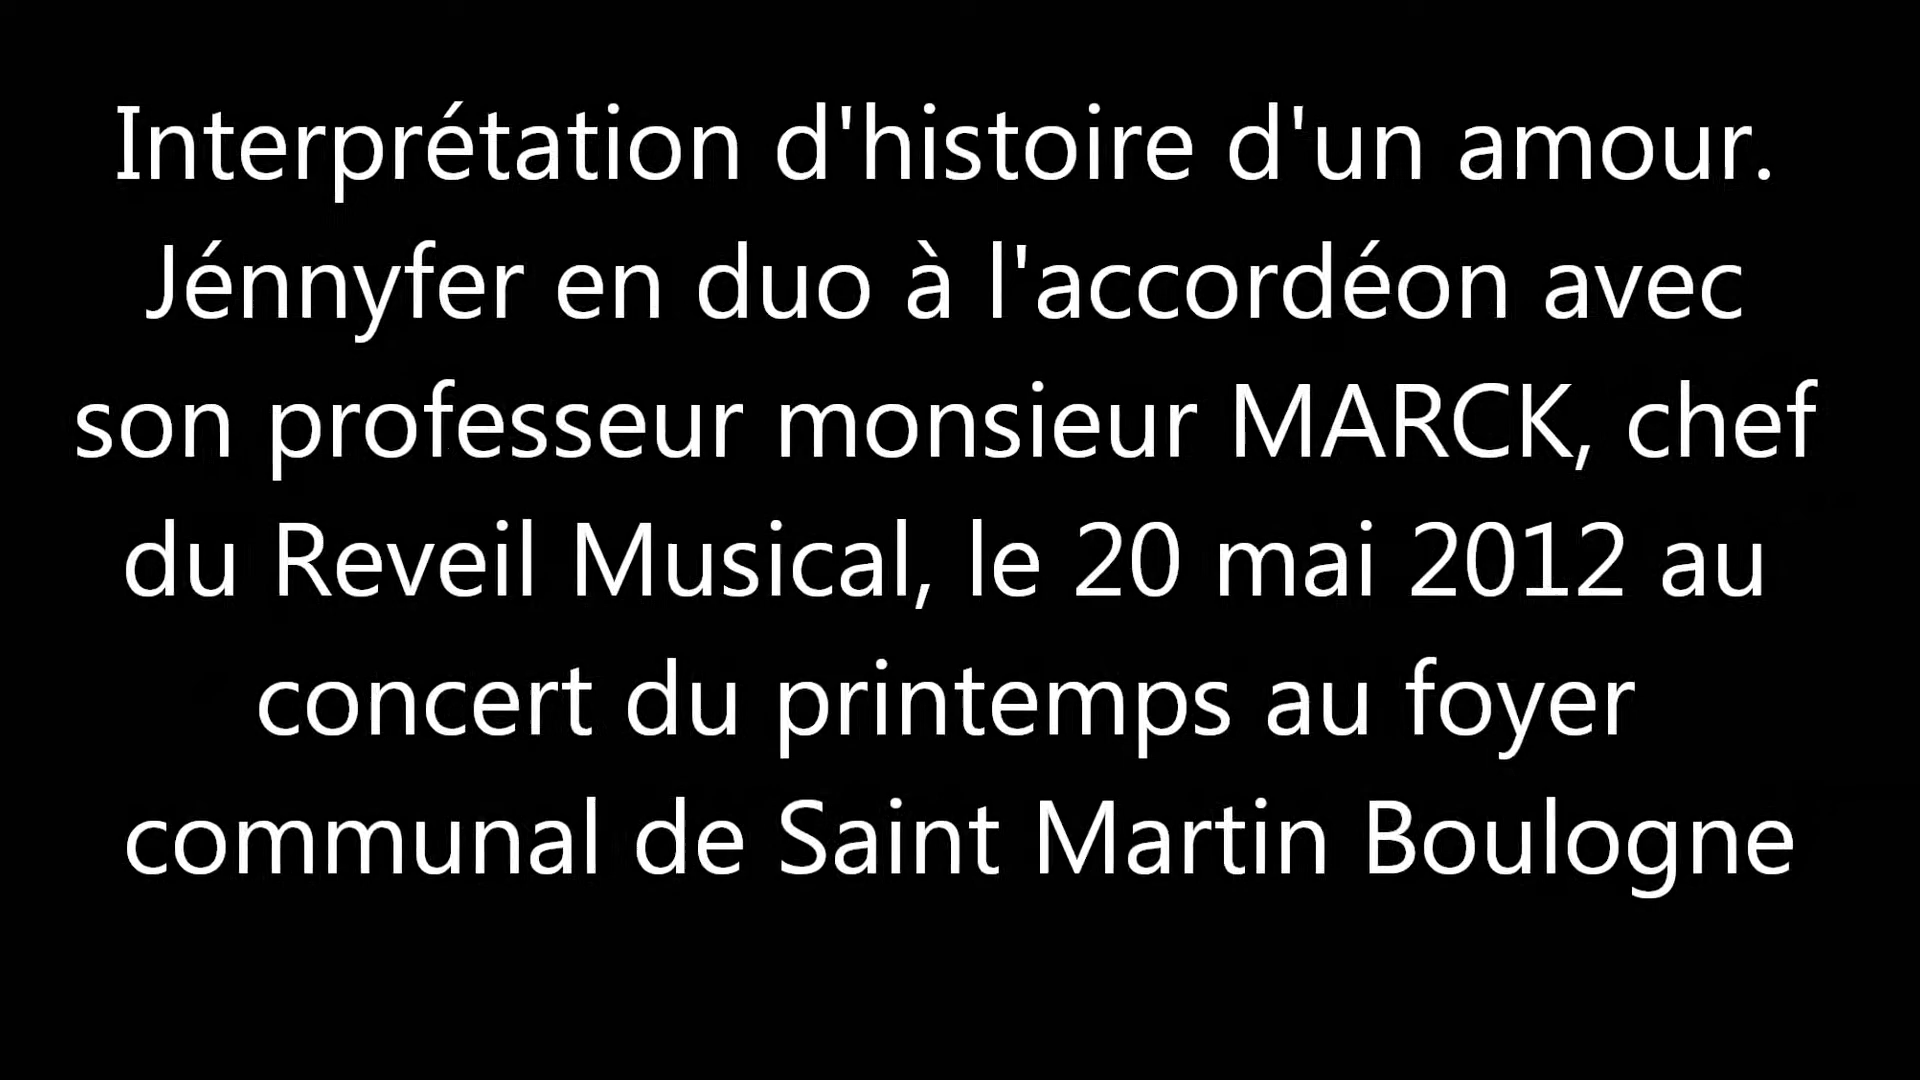 Interprétation d'histoire d'un amour.
Jénnyfer en duo à l'accordéon avec
son professeur monsieur MARCK, chef
du Reveil Musical, le 20 mai 2012 au
concert du printemps au foyer
communal de Saint Martin Boulogne